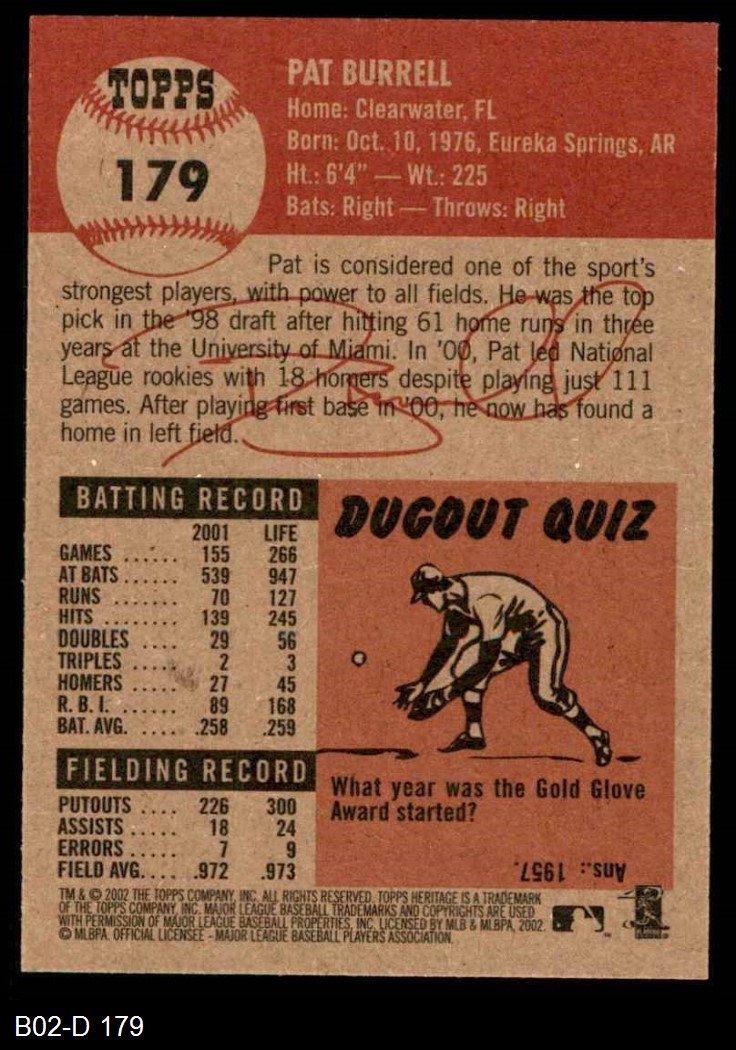 TOPPS
179
PAT BURRELL
Home: Clearwater, FL
Born: Oct. 10, 1976, Eureka Springs, AR
Ht.: 6'4" — Wt.: 225
Bats: Right — Throws: Right
Pat is considered one of the sport's
strongest players, with power to all fields. He was the top
pick in the '98 draft after hitting 61 home runs in three
years at the University of Miami. In '00, Pat led National
League rookies with 18 homers despite playing just 111
games. After playing first base in '00, he now has found a
home in left field.
BATTING RECORD
2001 LIFE
GAMES ...... 155 266
AT BATS ...... 539 947
RUNS ....... 70 127
HITS ........ 139 245
DOUBLES .... 29 56
TRIPLES .... 2 3
HOMERS ..... 27 45
R. B. I. ...... 89 168
BAT. AVG. .... .258 .259
FIELDING RECORD
PUTOUTS .... 226 300
ASSISTS ..... 18 24
ERRORS ..... 7 9
FIELD AVG.... .972 .973
DUGOUT QUIZ
What year was the Gold Glove
Award started?
Ans.: 1957.
TM & © 2002 THE TOPPS COMPANY, INC. ALL RIGHTS RESERVED. TOPPS HERITAGE IS A TRADEMARK
OF THE TOPPS COMPANY, INC. MAJOR LEAGUE BASEBALL TRADEMARKS AND COPYRIGHTS ARE USED
WITH PERMISSION OF MAJOR LEAGUE BASEBALL PROPERTIES, INC. LICENSED BY MLB & MLBPA, 2002.
© MLBPA. OFFICIAL LICENSEE - MAJOR LEAGUE BASEBALL PLAYERS ASSOCIATION.
B02-D 179